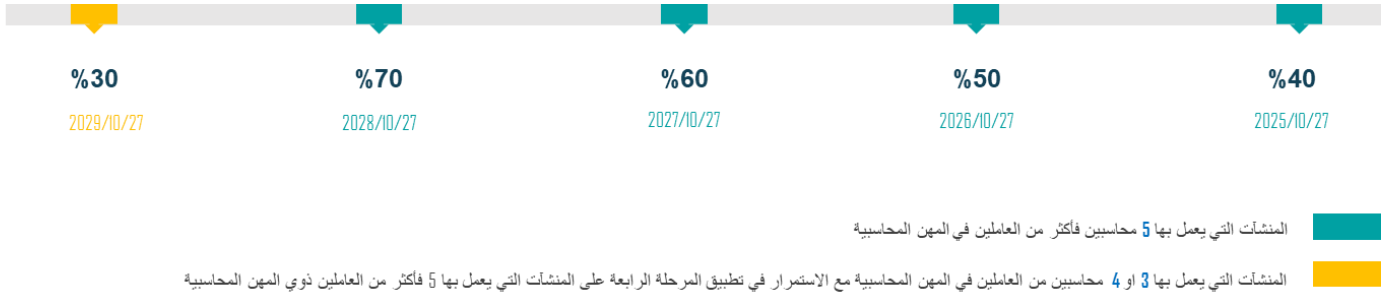 %40 %50 %60 %70 %30
2025/10/27 2026/10/27 2027/10/27 2028/10/27 2029/10/27
المنشآت التي يعمل بها 5 محاسبين فأكثر من العاملين في المهن المحاسبية
المنشآت التي يعمل بها 3 او 4 محاسبين من العاملين في المهن المحاسبية مع الاستمرار في تطبيق المرحلة الرابعة على المنشآت التي يعمل بها 5 فأكثر من العاملين ذوي المهن المحاسبية